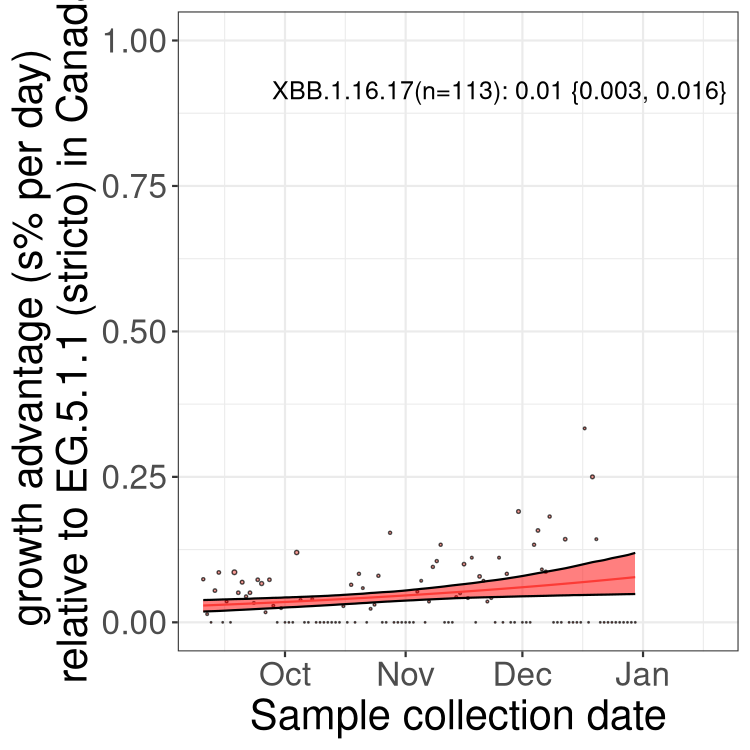 growth advantage (s% per day)
relative to EG.5.1.1 (stricto) in Canad
1.00
0.75
0.50
0.25
0.00
XBB.1.16.17(n=113): 0.01 {0.003, 0.016}
Oct Nov Dec Jan
Sample collection date